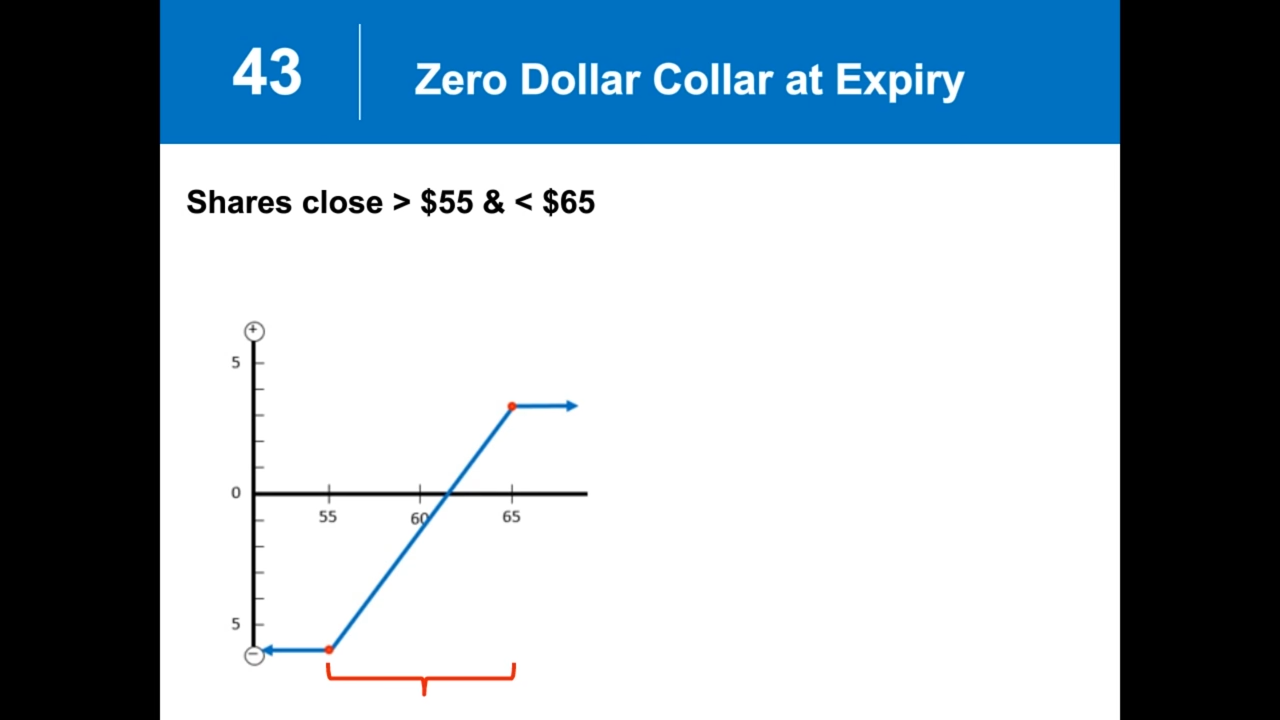 43
Zero Dollar Collar at Expiry
Shares close > $55 & < $65
+
5
0
55 60 65
5
−